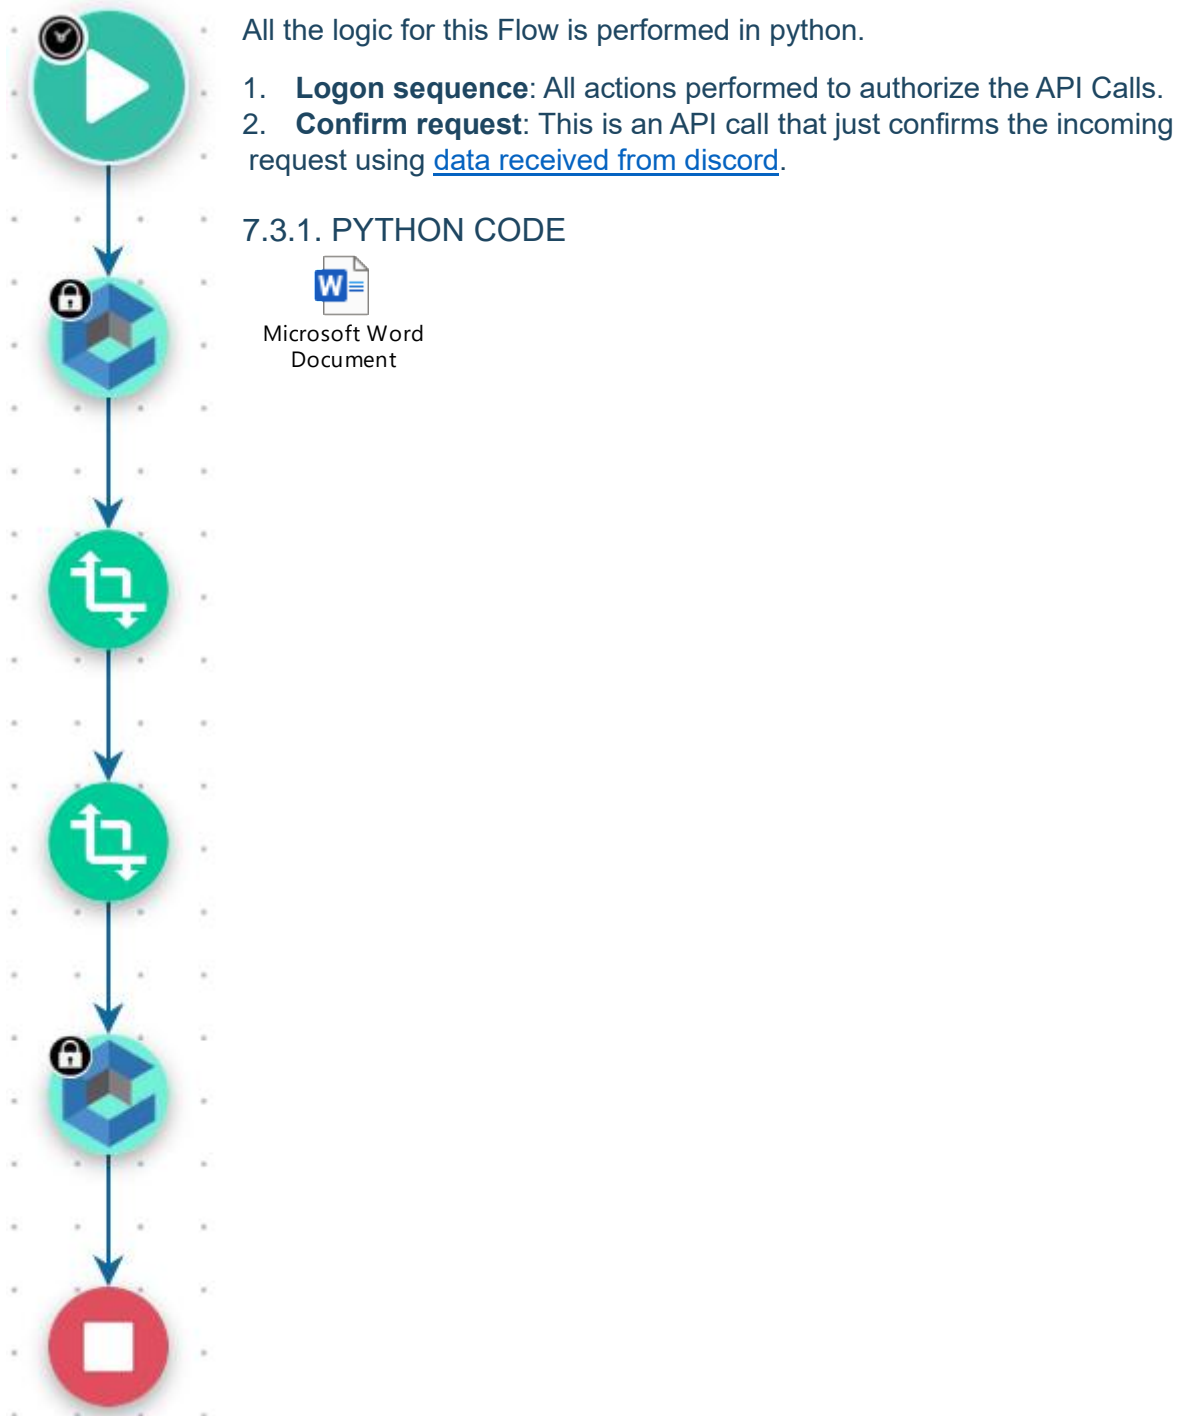 All the logic for this Flow is performed in python.
1. Logon sequence: All actions performed to authorize the API Calls.
2. Confirm request: This is an API call that just confirms the incoming
request using data received from discord.
7.3.1. PYTHON CODE
W
Microsoft Word
Document